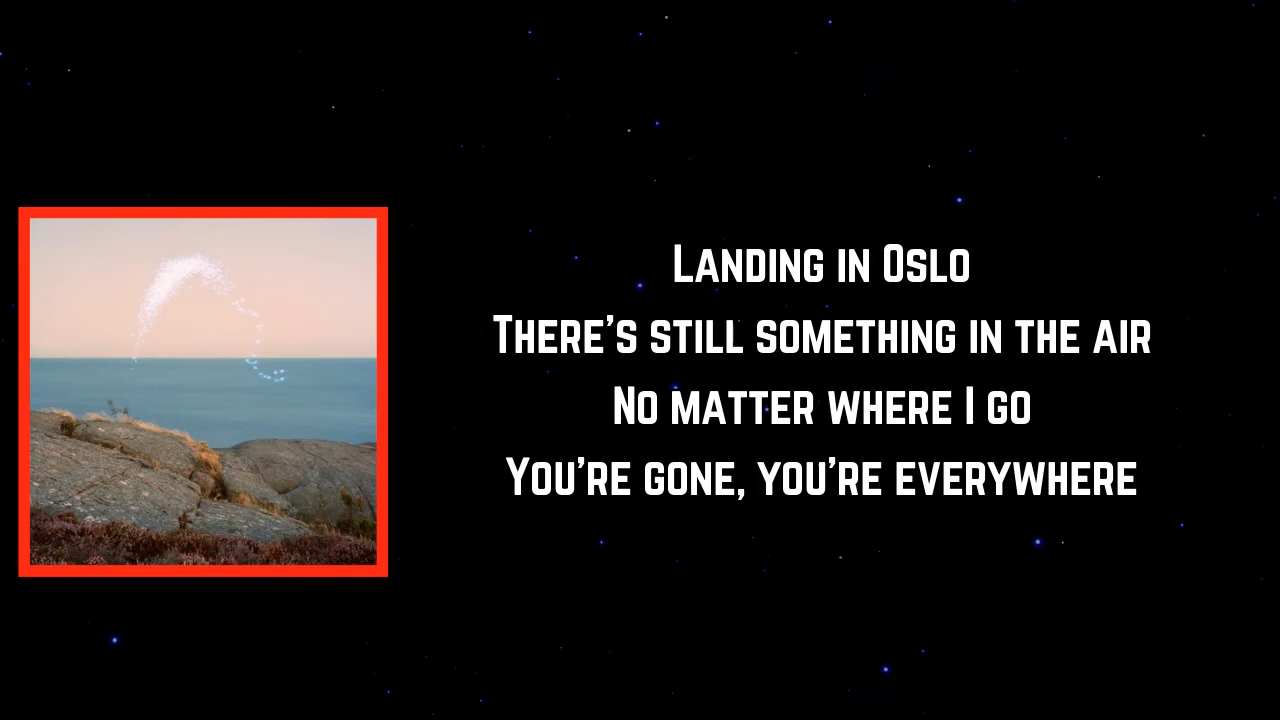 Landing in Oslo
There's still something in the air
No matter where I go
You're gone, you're everywhere